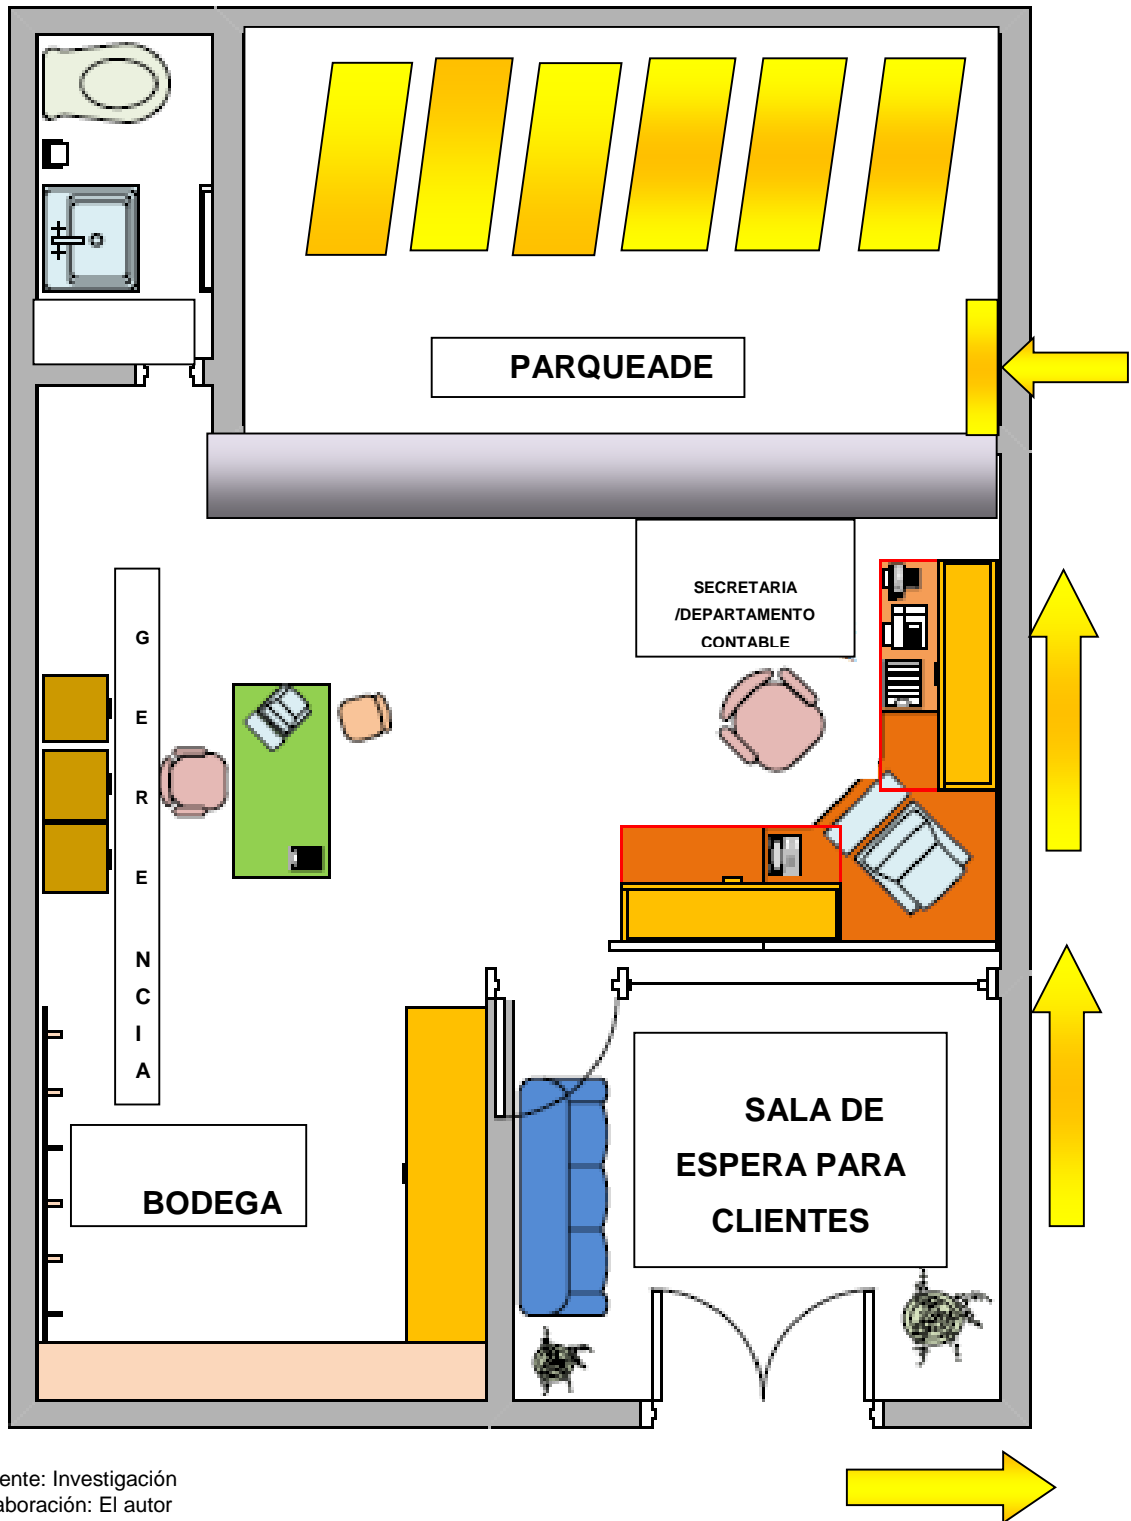 PARQUEADE
SECRETARIA
/DEPARTAMENTO
CONTABLE
G
E
R
E
N
C
I
A
BODEGA
SALA DE
ESPERA PARA
CLIENTES
ente: Investigación
aboración: El autor